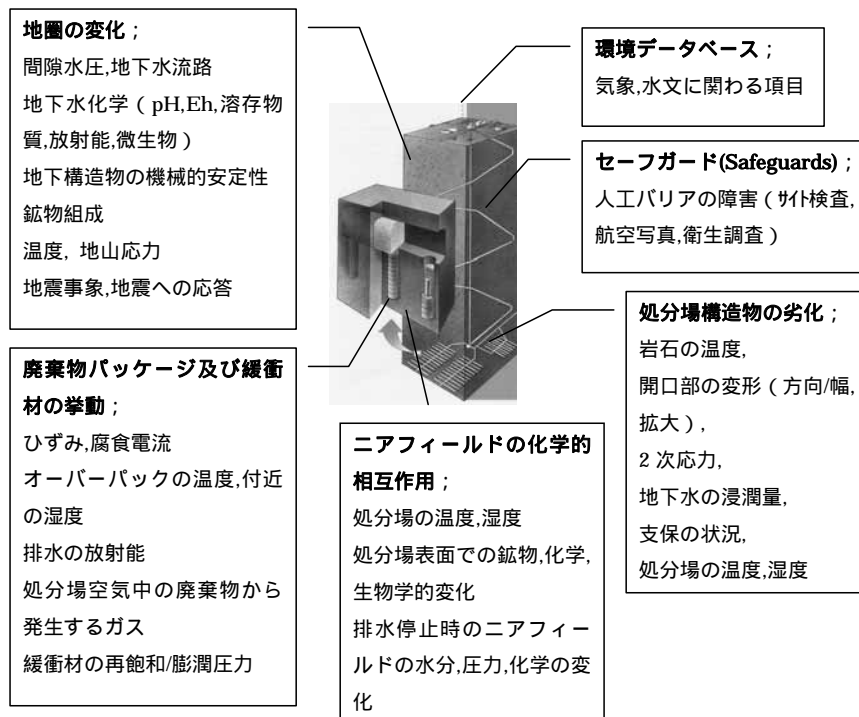 地圏の変化；
間隙水圧,地下水流路
地下水化学（pH,Eh,溶存物
質,放射能,微生物）
地下構造物の機械的安定性
鉱物組成
温度, 地山応力
地震事象,地震への応答
環境データベース；
気象,水文に関わる項目
セーフガード(Safeguards)；
人工バリアの障害（ｻｲﾄ検査,
航空写真,衛生調査）
処分場構造物の劣化；
岩石の温度,
開口部の変形（方向/幅,
拡大）,
2 次応力,
地下水の浸潤量,
支保の状況,
処分場の温度,湿度
廃棄物パッケージ及び緩衝
材の挙動；
ひずみ,腐食電流
オーバーパックの温度,付近
の湿度
排水の放射能
処分場空気中の廃棄物から
発生するガス
緩衝材の再飽和/膨潤圧力
ニアフィールドの化学的
相互作用；
処分場の温度,湿度
処分場表面での鉱物,化学,
生物学的変化
排水停止時のニアフィー
ルドの水分,圧力,化学の変
化